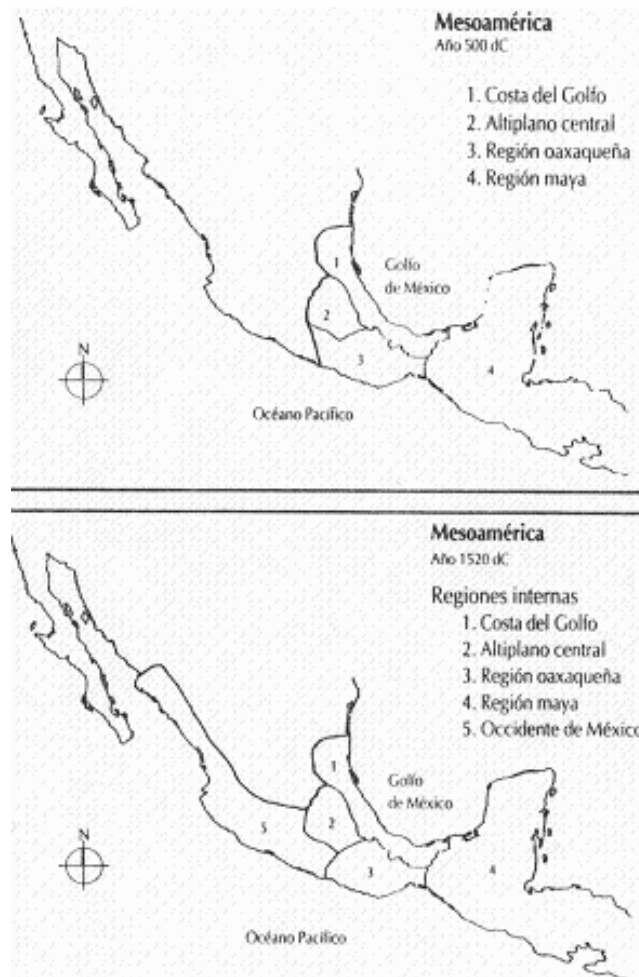 Mesoamérica
Año 500 dC
1. Costa del Golfo
2. Altiplano central
3. Región oaxaqueña
4. Región maya
1
Golfo
de México
2
3
4
N
Océano Pacífico
Mesoamérica
Año 1520 dC
Regiones internas
1. Costa del Golfo
2. Altiplano central
3. Región oaxaqueña
4. Región maya
5. Occidente de México
1
Golfo
de México
5
2
3
4
N
Océano Pacífico